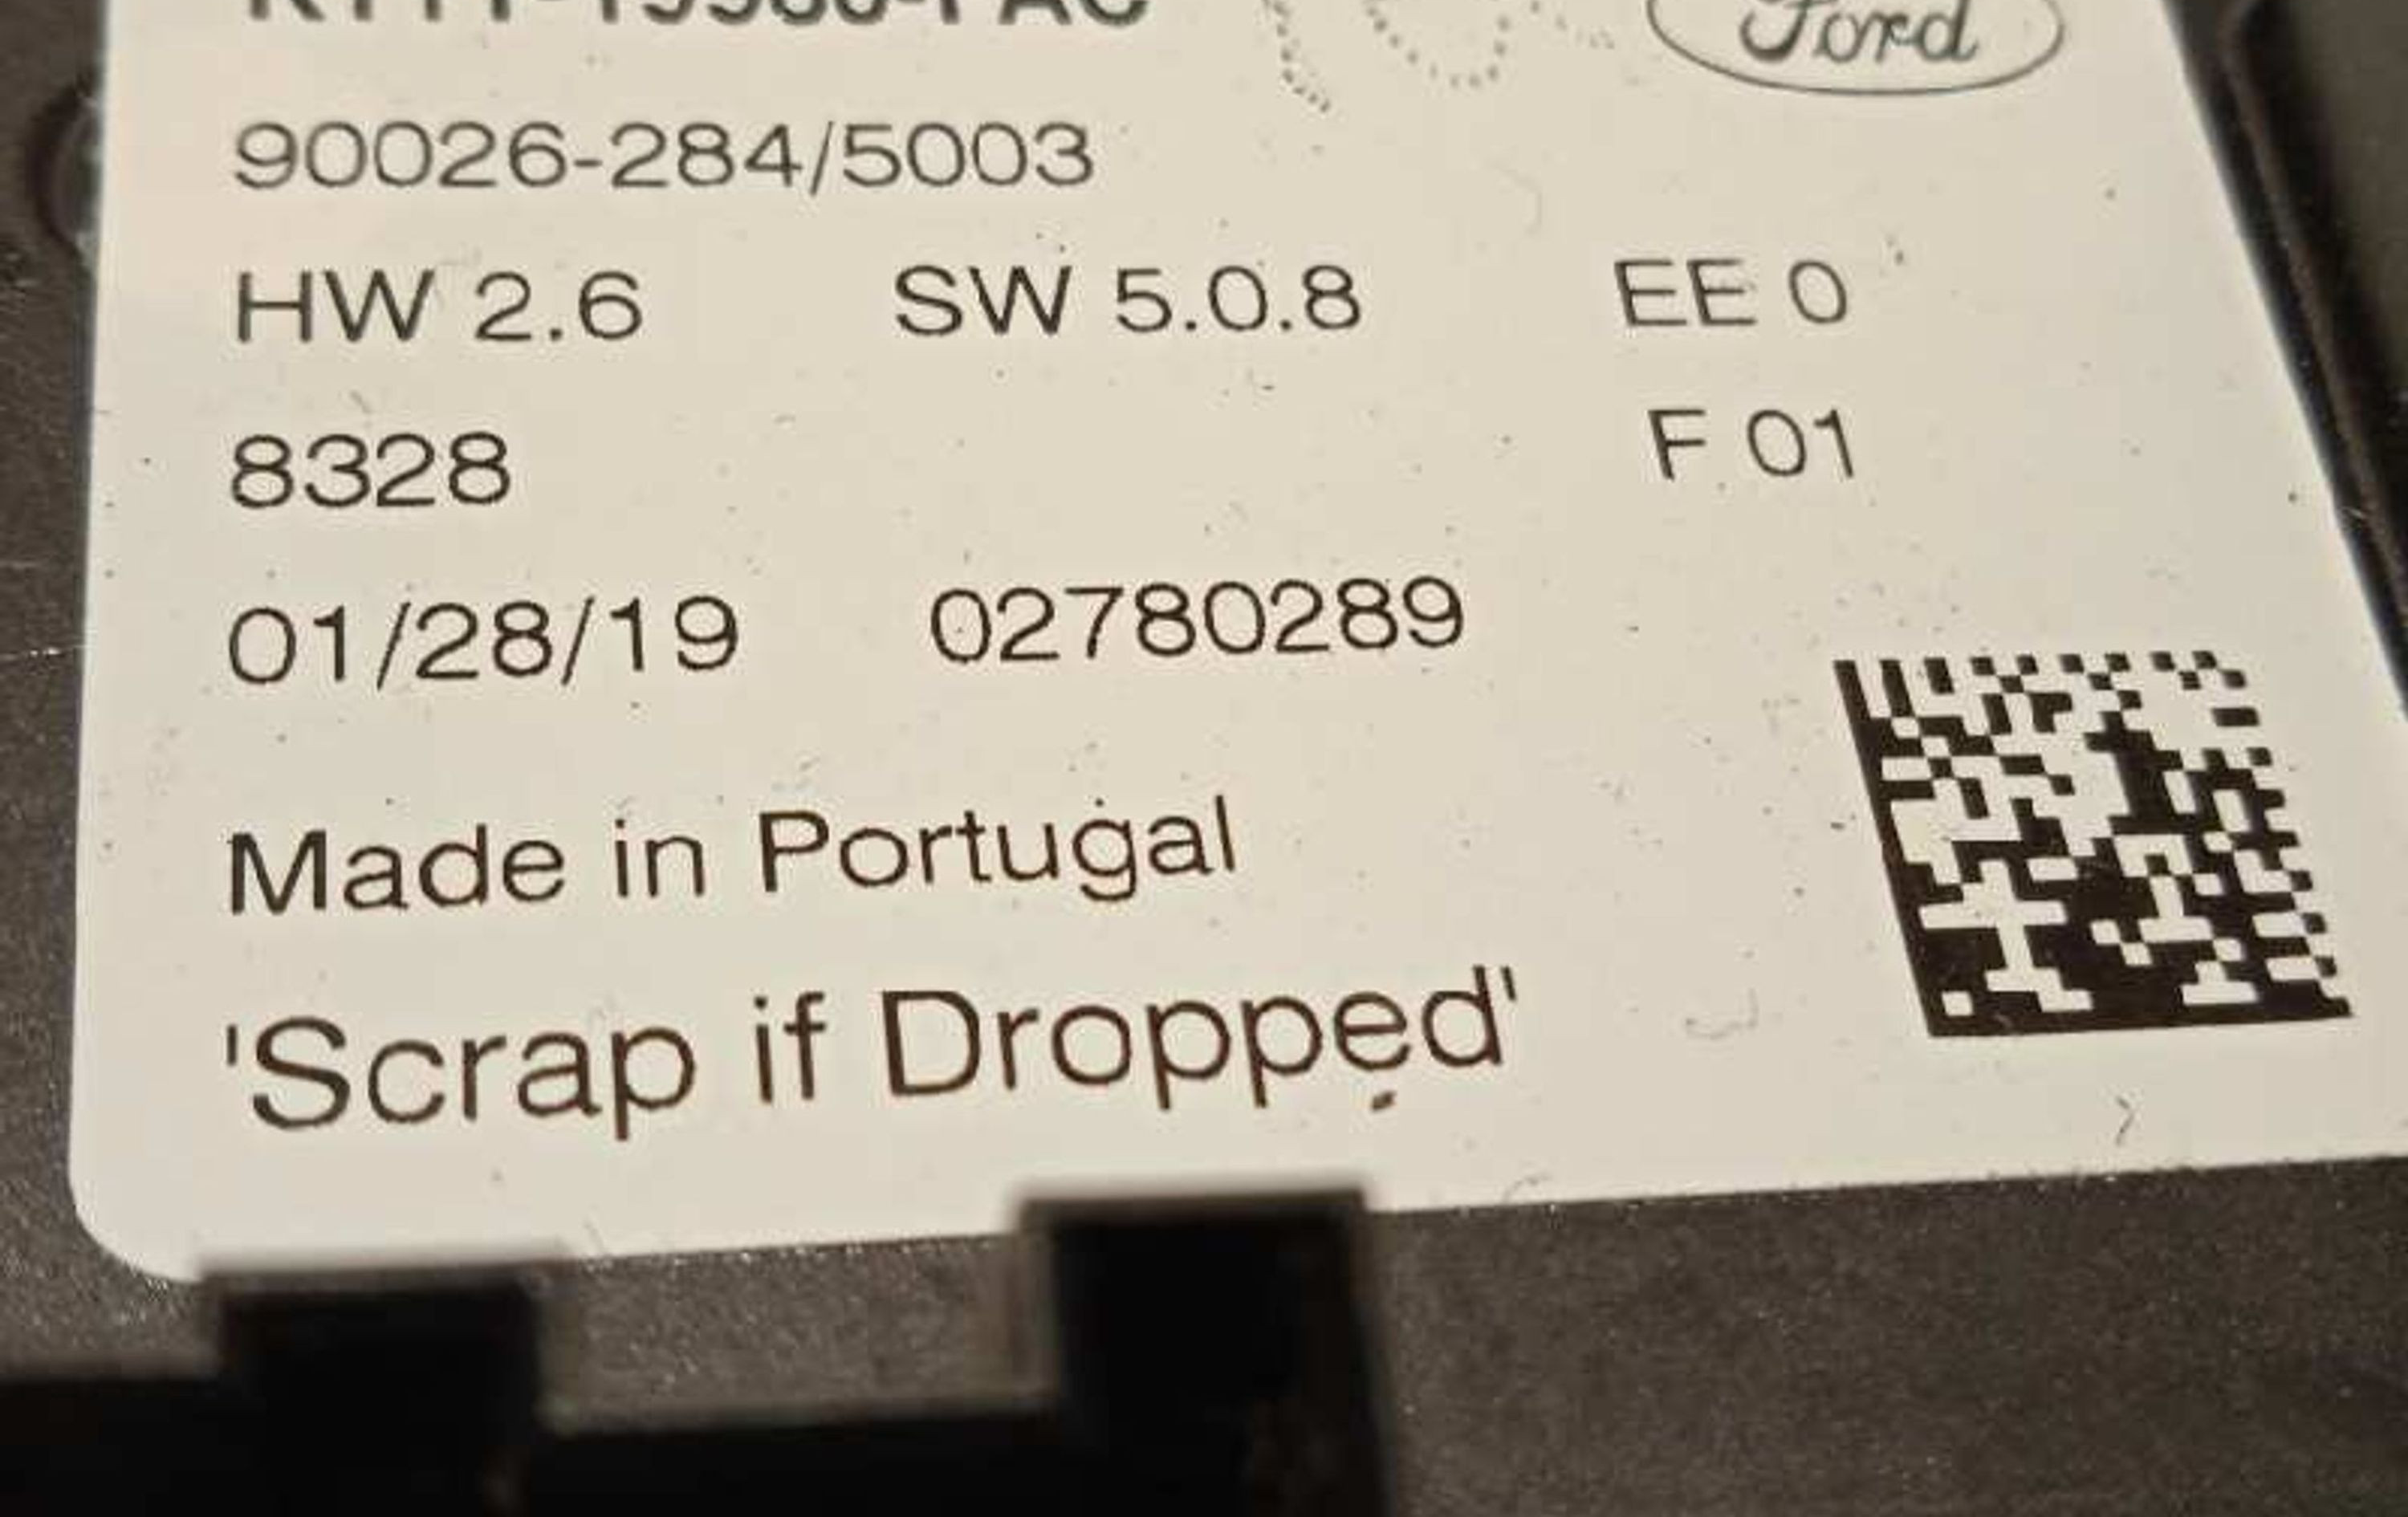 Ford
90026-284/5003
HW 2.6 SW 5.0.8 EE 0
8328 F 01
01/28/19 02780289
Made in Portugal
'Scrap if Dropped'